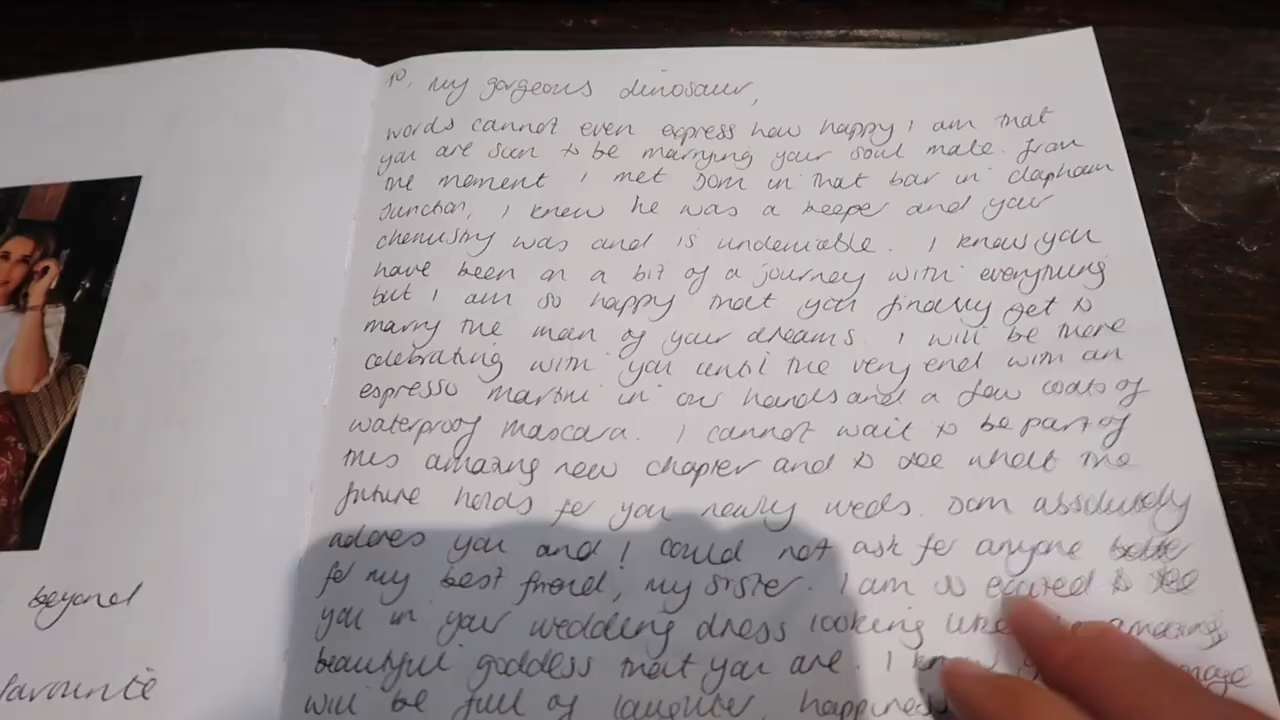 To, my gorgeous dinosaur,
words cannot even express how happy I am that
you are soon to be marrying your soul mate. From
the moment I met Dom in that bar in clapham
Junction, I knew he was a keeper and your
chemistry was and is undeniable. I know you
have been on a bit of a journey with everything
but I am so happy that you finally get to
marry the man of your dreams. I will be there
celebrating with you until the very end with an
espresso martini in our hands and a few coats of
waterproof mascara. I cannot wait to be part of
this amazing new chapter and to see what the
future holds for you newly weds. Dom assolutely
adores you and I could not ask for anyone better
for my best friend, my sister. I am so excited to see
you in your wedding dress looking like the amazing
beautiful goddess that you are. I know
will be full of laughter, happiness
beyond
favourite